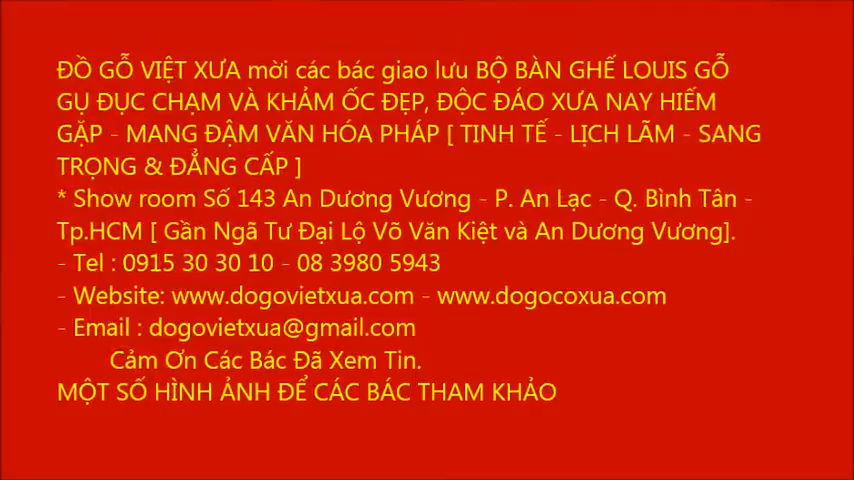 ĐỒ GỖ VIỆT XƯA mời các bác giao lưu BỘ BÀN GHẾ LOUIS GỖ
GỤ ĐỤC CHẠM VÀ KHẢM ỐC ĐẸP, ĐỘC ĐÁO XƯA NAY HIẾM
GẶP - MANG ĐẬM VĂN HÓA PHÁP [ TINH TẾ - LỊCH LÃM - SANG
TRỌNG & ĐẲNG CẤP ]
* Show room Số 143 An Dương Vương - P. An Lạc - Q. Bình Tân -
Tp.HCM [ Gần Ngã Tư Đại Lộ Võ Văn Kiệt và An Dương Vương].
- Tel : 0915 30 30 10 - 08 3980 5943
- Website: www.dogovietxua.com - www.dogocoxua.com
- Email : dogovietxua@gmail.com
Cảm Ơn Các Bác Đã Xem Tin.
MỘT SỐ HÌNH ẢNH ĐỂ CÁC BÁC THAM KHẢO